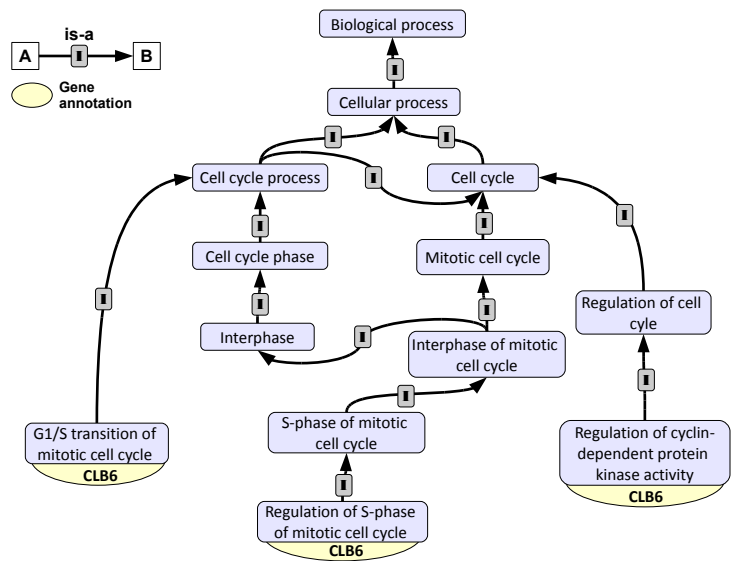 Biological process
is-a
A
I
B
Gene
annotation
I
Cellular process
I
I
Cell cycle process
I
Cell cycle
I
I
I
Cell cycle phase
Mitotic cell cycle
I
I
I
Regulation of cell
cyle
Interphase
I
Interphase of mitotic
cell cycle
I
I
G1/S transition of
mitotic cell cycle
CLB6
S-phase of mitotic
cell cycle
Regulation of cyclin-
dependent protein
kinase activity
CLB6
I
Regulation of S-phase
of mitotic cell cycle
CLB6